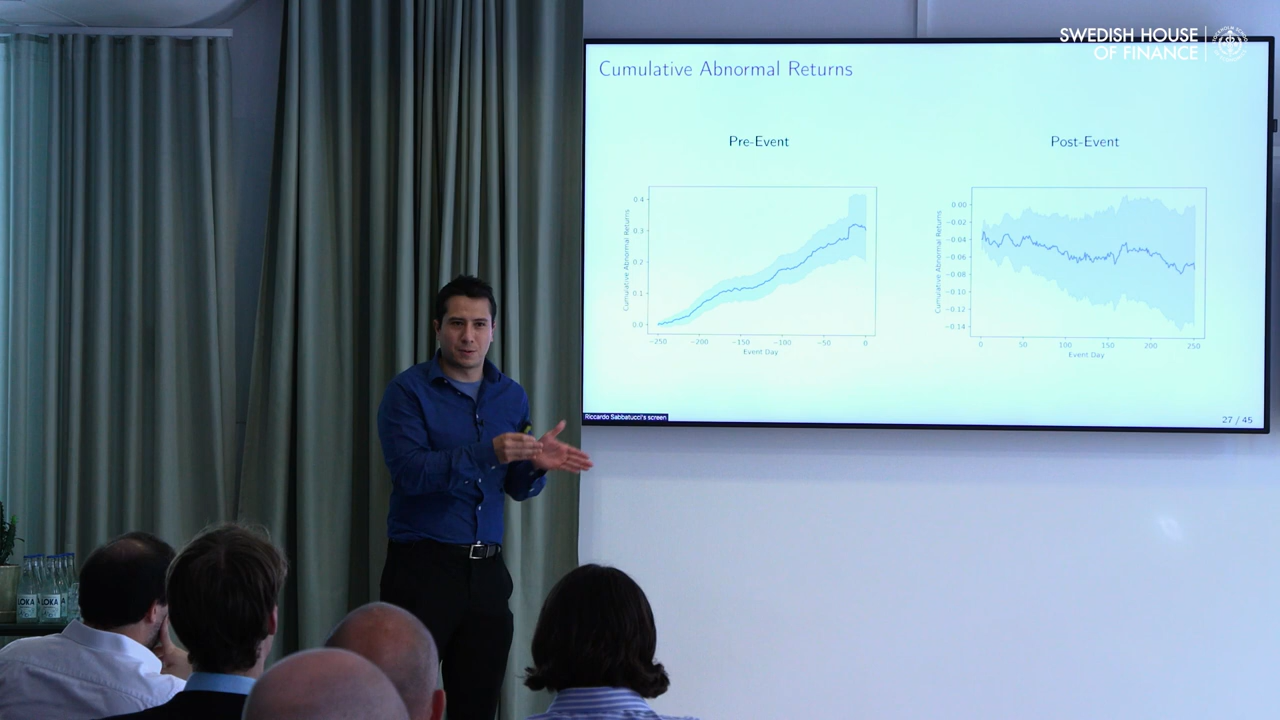 SWEDISH HOUSE
OF FINANCE
Cumulative Abnormal Returns
Pre-Event
Post-Event
Cumulative Abnormal Returns
0.4
0.3
0.2
0.1
0.0
−250
−200
−150
−100
−50
0
Event Day
Cumulative Abnormal Returns
0.00
−0.02
−0.04
−0.06
−0.08
−0.10
−0.12
−0.14
0
50
100
150
200
250
Event Day
Riccardo Sabbatucci's screen
27 / 45
LOKA
LOKA